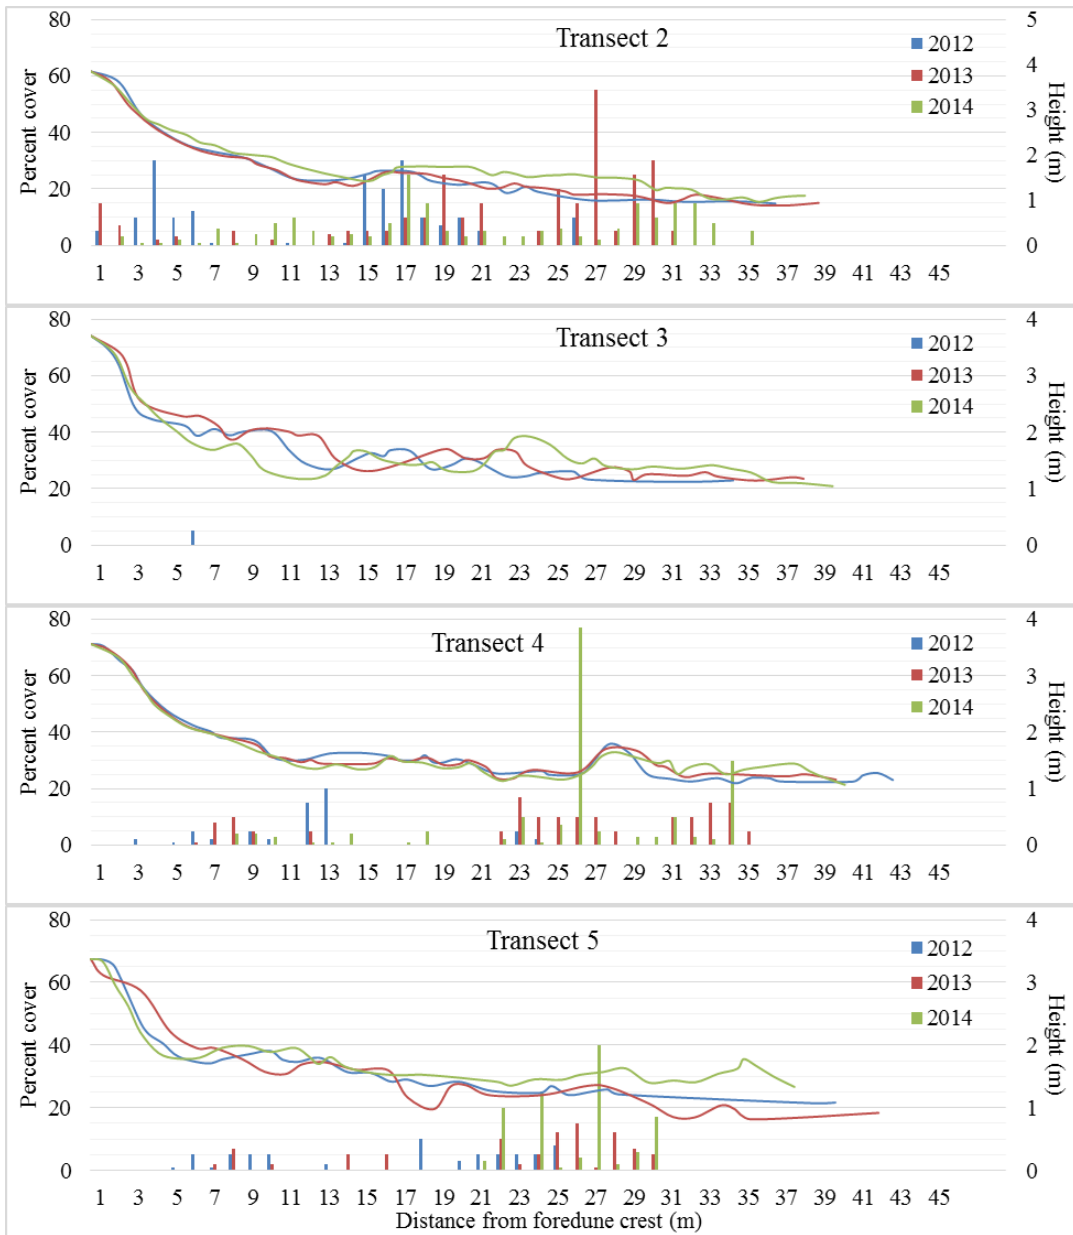 80 5
Transect 2
2012
60 4
2013
3
40 2014
2
20
1
0 0
1 3 5 7 9 11 13 15 17 19 21 23 25 27 29 31 33 35 37 39 41 43 45
Percent cover
Height (m)
80 4
Transect 3
2012
60 3
2013
40 2014 2
20 1
0 0
1 3 5 7 9 11 13 15 17 19 21 23 25 27 29 31 33 35 37 39 41 43 45
Percent cover
Height (m)
80 4
Transect 4
2012
60 3
2013
40 2014 2
20 1
0 0
1 3 5 7 9 11 13 15 17 19 21 23 25 27 29 31 33 35 37 39 41 43 45
Percent cover
Height (m)
80 4
Transect 5
2012
60 3
2013
40 2014 2
20 1
0 0
1 3 5 7 9 11 13 15 17 19 21 23 25 27 29 31 33 35 37 39 41 43 45
Percent cover
Height (m)
Distance from foredune crest (m)